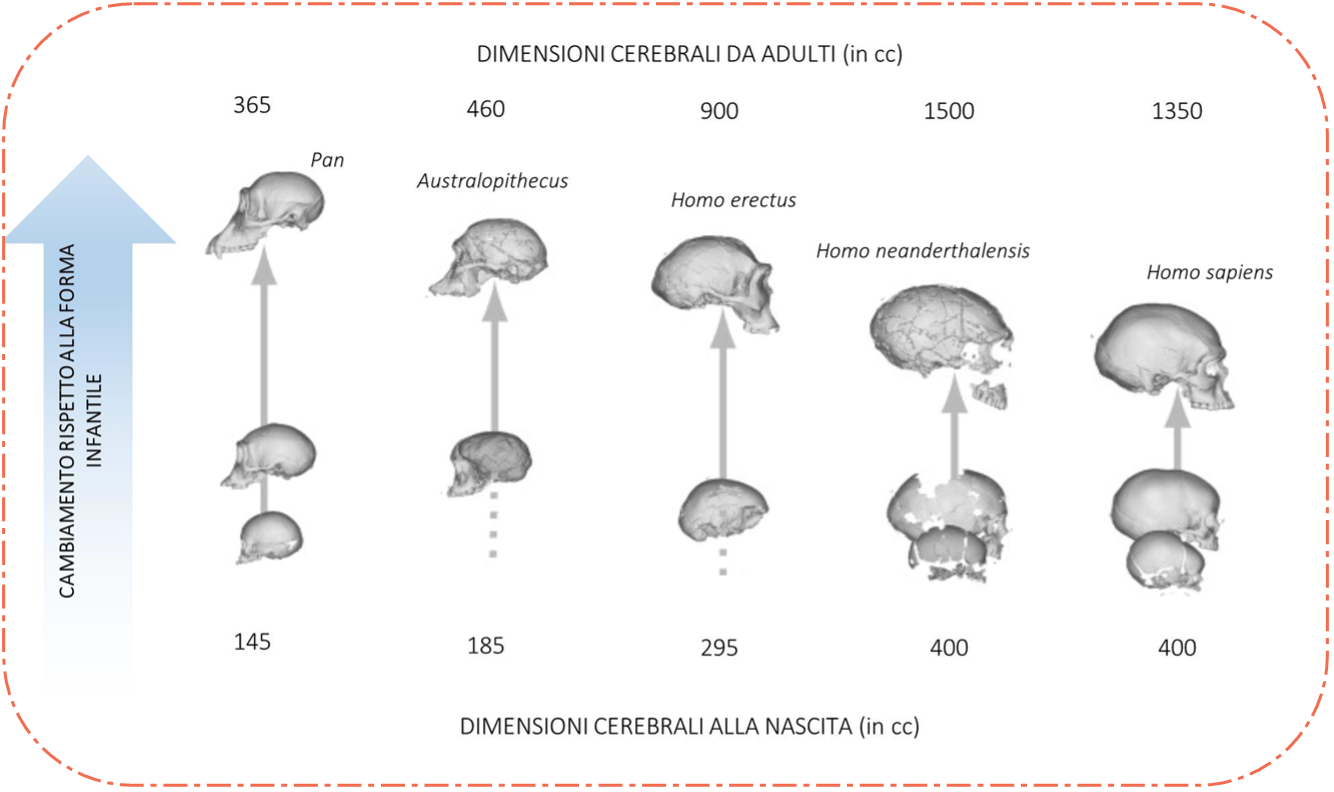 DIMENSIONI CEREBRALI DA ADULTI (in cc)
365 460 900 1500 1350
Pan
Australopithecus
Homo erectus
Homo neanderthalensis
Homo sapiens
CAMBIAMENTO RISPETTO ALLA FORMA
INFANTILE
145 185 295 400 400
DIMENSIONI CEREBRALI ALLA NASCITA (in cc)